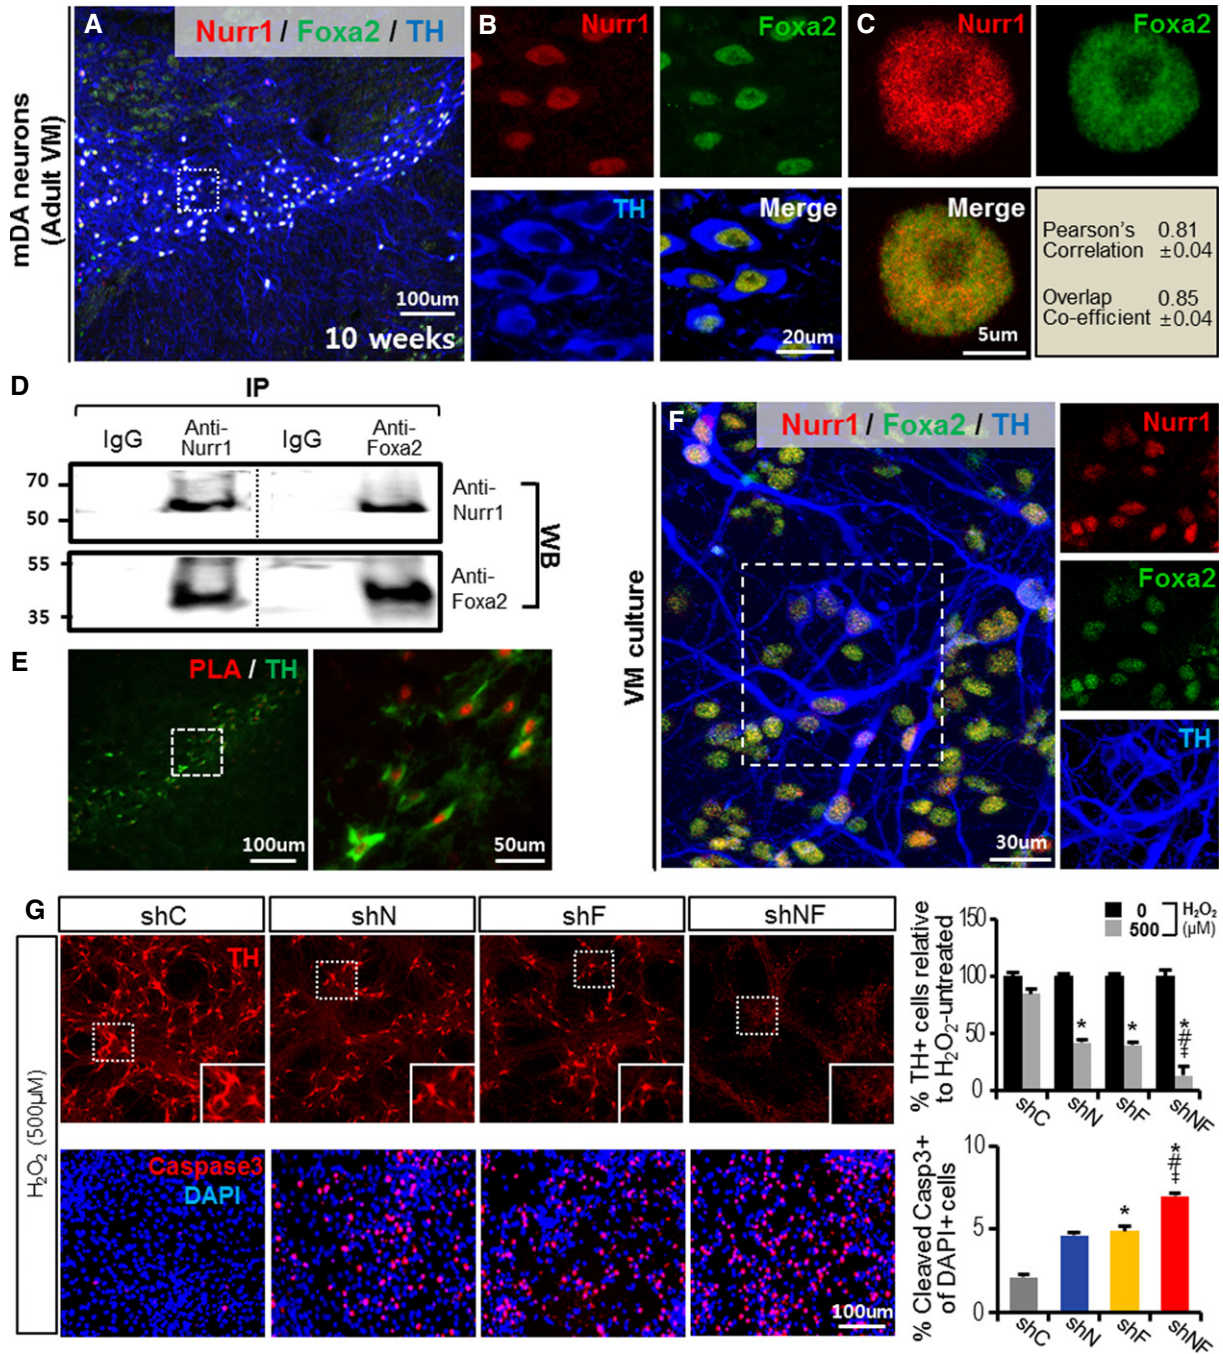 A
Nurr1 / Foxa2 / TH
mDA neurons
(Adult VM)
100um
10 weeks
B
Nurr1
Foxa2
TH
Merge
20um
C
Nurr1
Foxa2
Merge
5um
Pearson's 0.81
Correlation ±0.04
Overlap 0.85
Co-efficient ±0.04
D
IP
IgG
Anti-
Nurr1
IgG
Anti-
Foxa2
70
50
Anti-
Nurr1
55
35
Anti-
Foxa2
WB
E
PLA / TH
100um
50um
F
Nurr1 / Foxa2 / TH
VM culture
30um
Nurr1
Foxa2
TH
G
shC
shN
shF
shNF
H₂O₂ (500μM)
TH
Caspase3
DAPI
100um
% TH+ cells relative
to H₂O₂-untreated
150
100
50
0
0
500
H₂O₂
(μM)
*
*
*
#
‡
shC
shN
shF
shNF
% Cleaved Casp3+
of DAPI+ cells
10
5
0
*
*
#
‡
shC
shN
shF
shNF